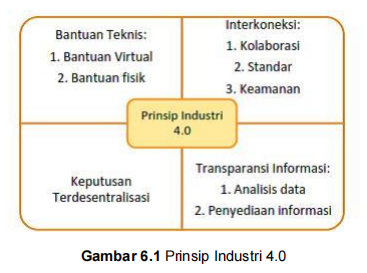 Bantuan Teknis:
1. Bantuan Virtual
2. Bantuan fisik
Interkoneksi:
1. Kolaborasi
2. Standar
3. Keamanan
Prinsip Industri
4.0
Keputusan
Terdesentralisasi
Transparansi Informasi:
1. Analisis data
2. Penyediaan informasi
Gambar 6.1 Prinsip Industri 4.0